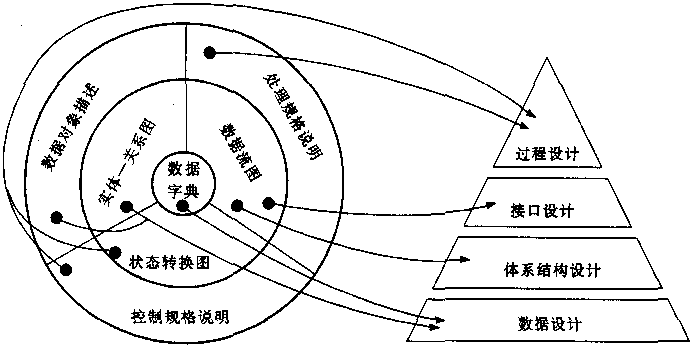 数据对象描述
处理规格说明
实体一关系图
数据流图
数据
字典
状态转换图
控制规格说明
过程设计
接口设计
体系结构设计
数据设计